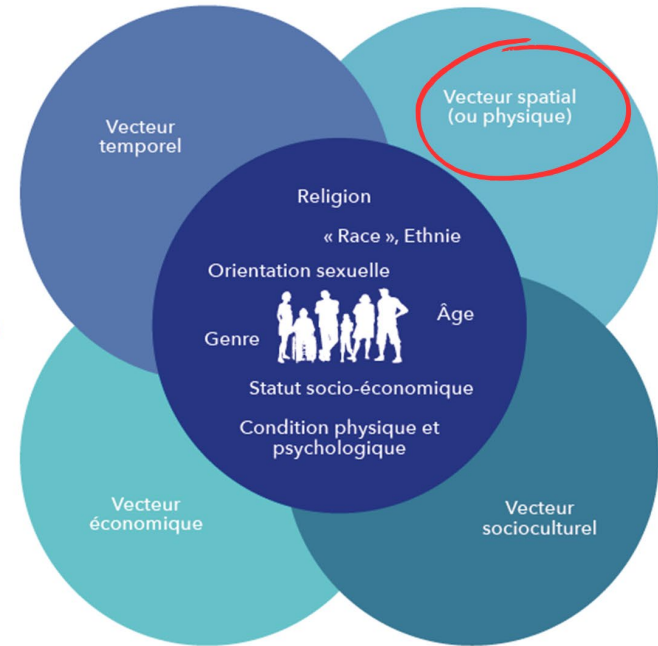 Vecteur
temporel
Vecteur spatial
(ou physique)
Religion
« Race », Ethnie
Orientation sexuelle
Âge
Genre
Statut socio-économique
Condition physique et
psychologique
Vecteur
économique
Vecteur
socioculturel